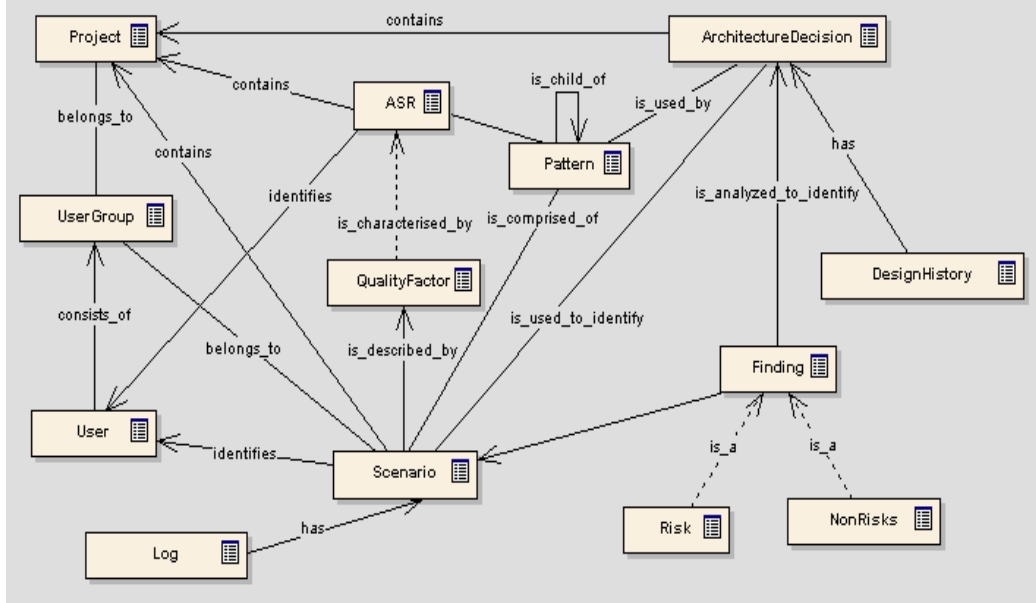 contains
Project
ArchitectureDecision
is_child_of
contains
ASR
is_used_by
belongs_to
has
contains
Pattern
identifies
is_analyzed_to_identify
UserGroup
is_characterised_by
is_comprised_of
QualityFactor
DesignHistory
consists_of
is_used_to_identify
belongs_to
is_described_by
Finding
User
identifies
is_a
is_a
Scenario
has
Risk
NonRisks
Log